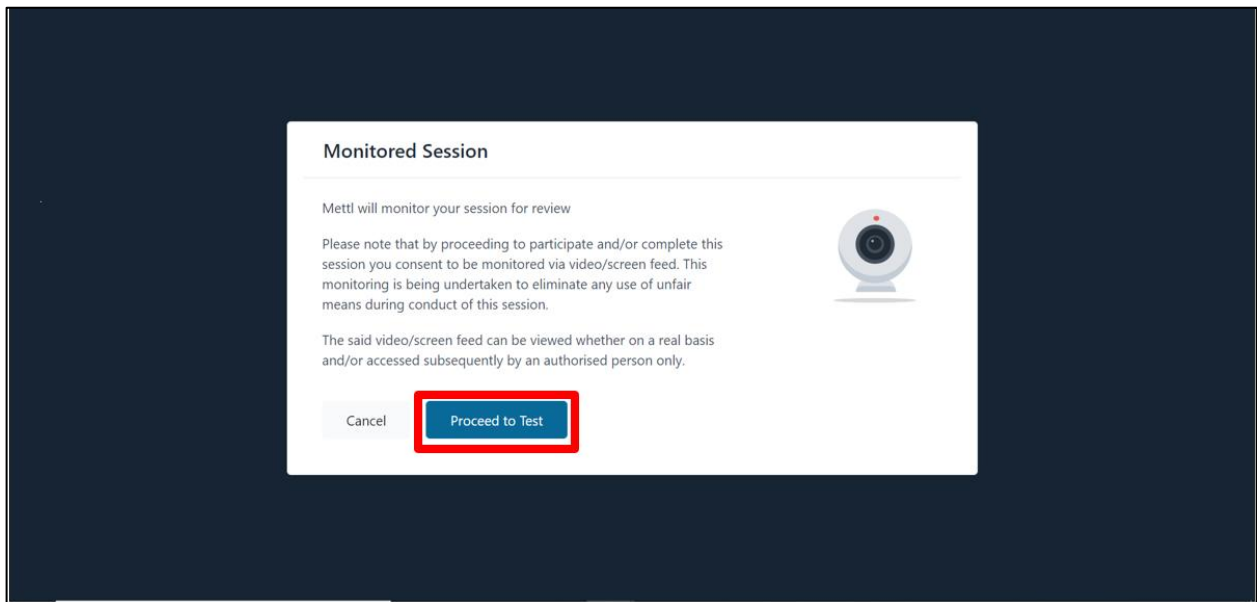 Monitored Session
Mettl will monitor your session for review
Please note that by proceeding to participate and/or complete this
session you consent to be monitored via video/screen feed. This
monitoring is being undertaken to eliminate any use of unfair
means during conduct of this session.
The said video/screen feed can be viewed whether on a real basis
and/or accessed subsequently by an authorised person only.
Cancel
Proceed to Test